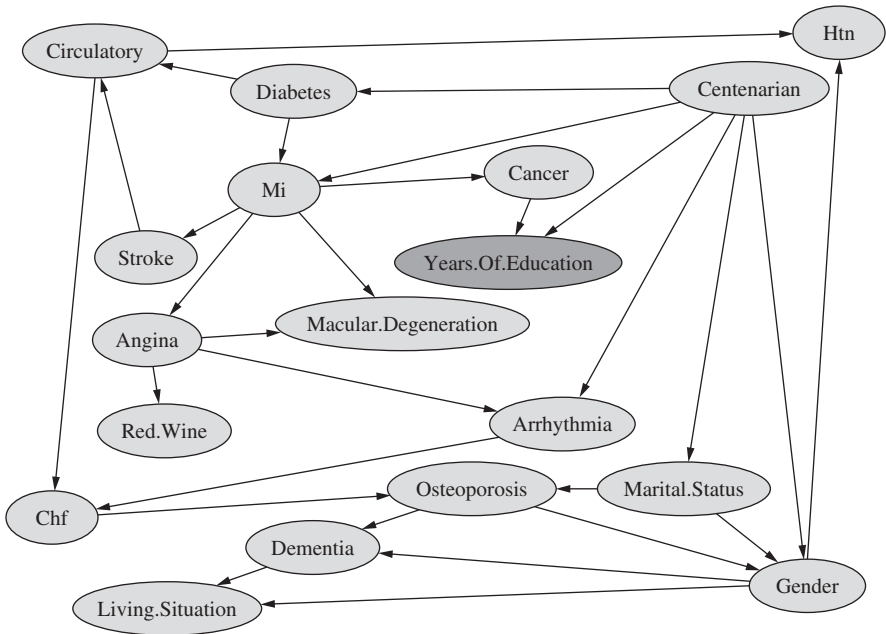 Htn
Circulatory
Diabetes
Centenarian
Cancer
Mi
Stroke
Years.Of.Education
Macular.Degeneration
Angina
Red.Wine
Arrhythmia
Osteoporosis
Marital.Status
Chf
Dementia
Gender
Living.Situation